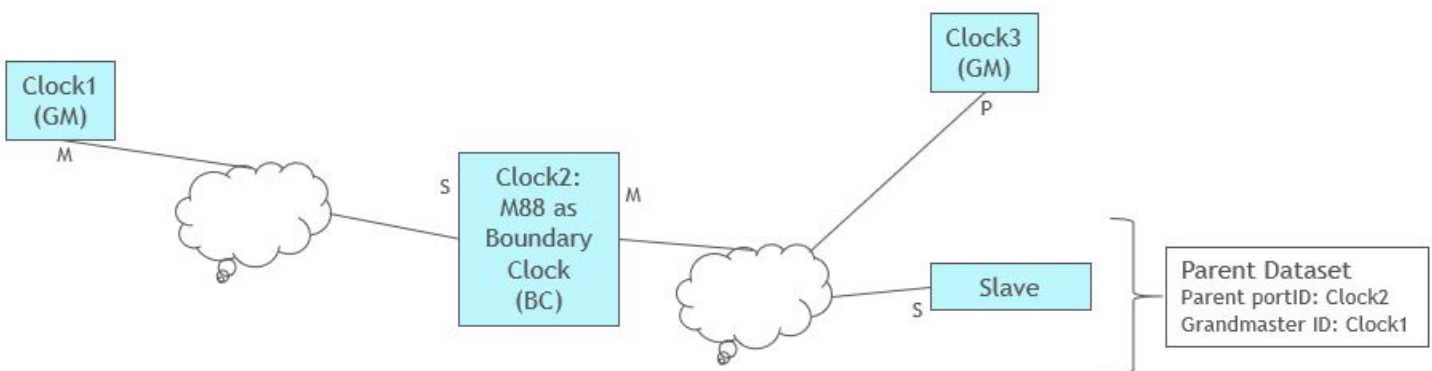 Clock1
(GM)
M
S
Clock2:
M88 as
Boundary
Clock
(BC)
M
Clock3
(GM)
P
Slave
S
Parent Dataset
Parent portID: Clock2
Grandmaster ID: Clock1